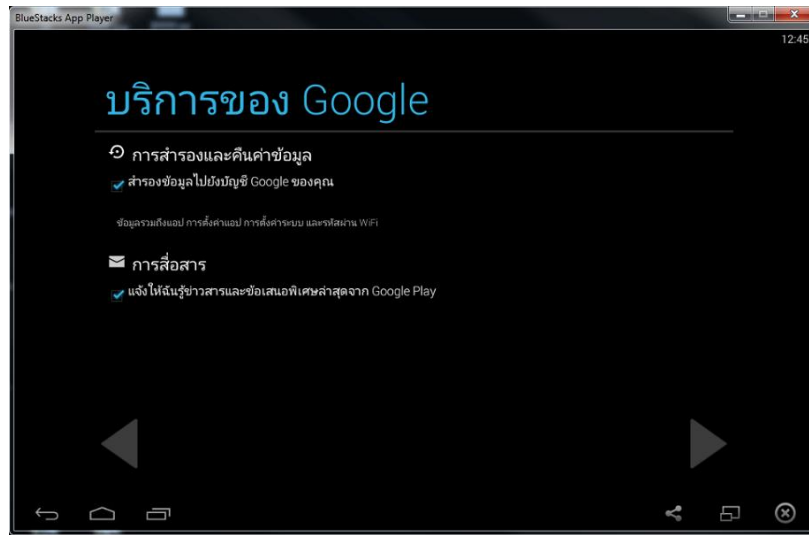 BlueStacks App Player
12:45
บริการของ Google
การสำรองและคืนค่าข้อมูล
สำรองข้อมูลไปยังบัญชี Google ของคุณ
ข้อมูลรวมถึงแอป การตั้งค่าแอป การตั้งค่าระบบ และรหัสผ่าน WiFi
การสื่อสาร
แจ้งให้ฉันรู้ข่าวสารและข้อเสนอพิเศษล่าสุดจาก Google Play